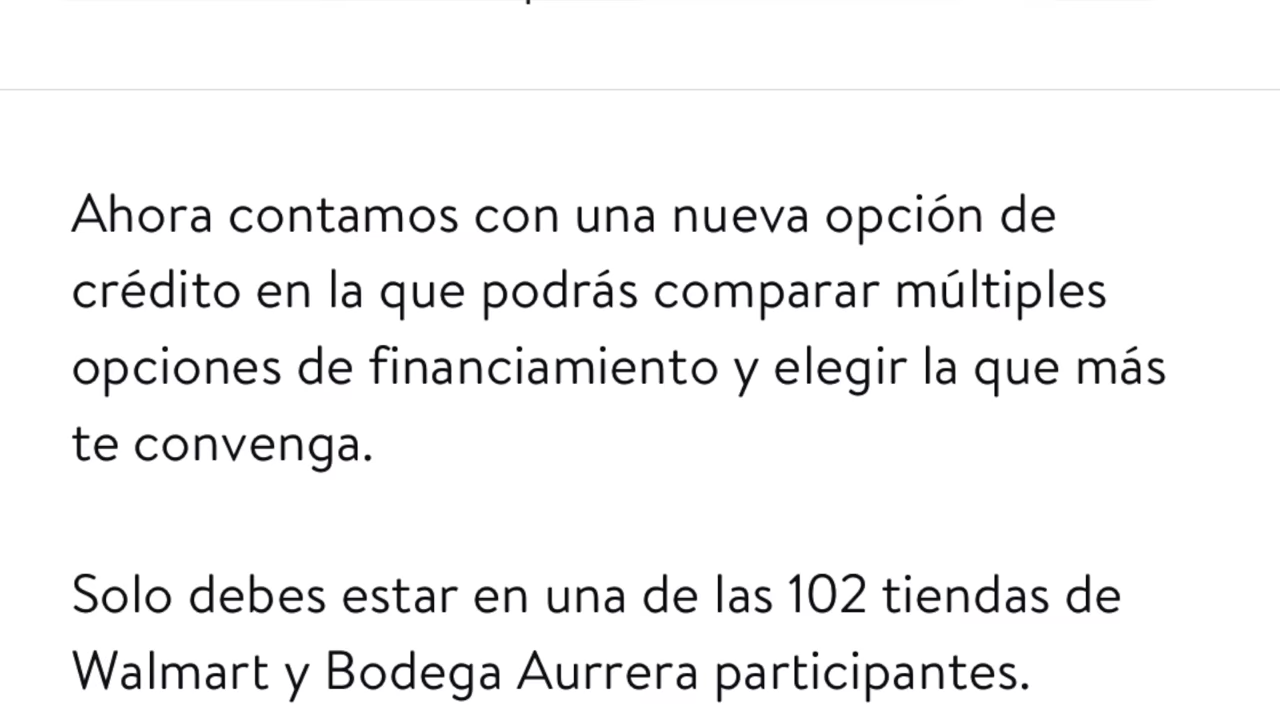 Ahora contamos con una nueva opción de
crédito en la que podrás comparar múltiples
opciones de financiamiento y elegir la que más
te convenga.
Solo debes estar en una de las 102 tiendas de
Walmart y Bodega Aurrera participantes.